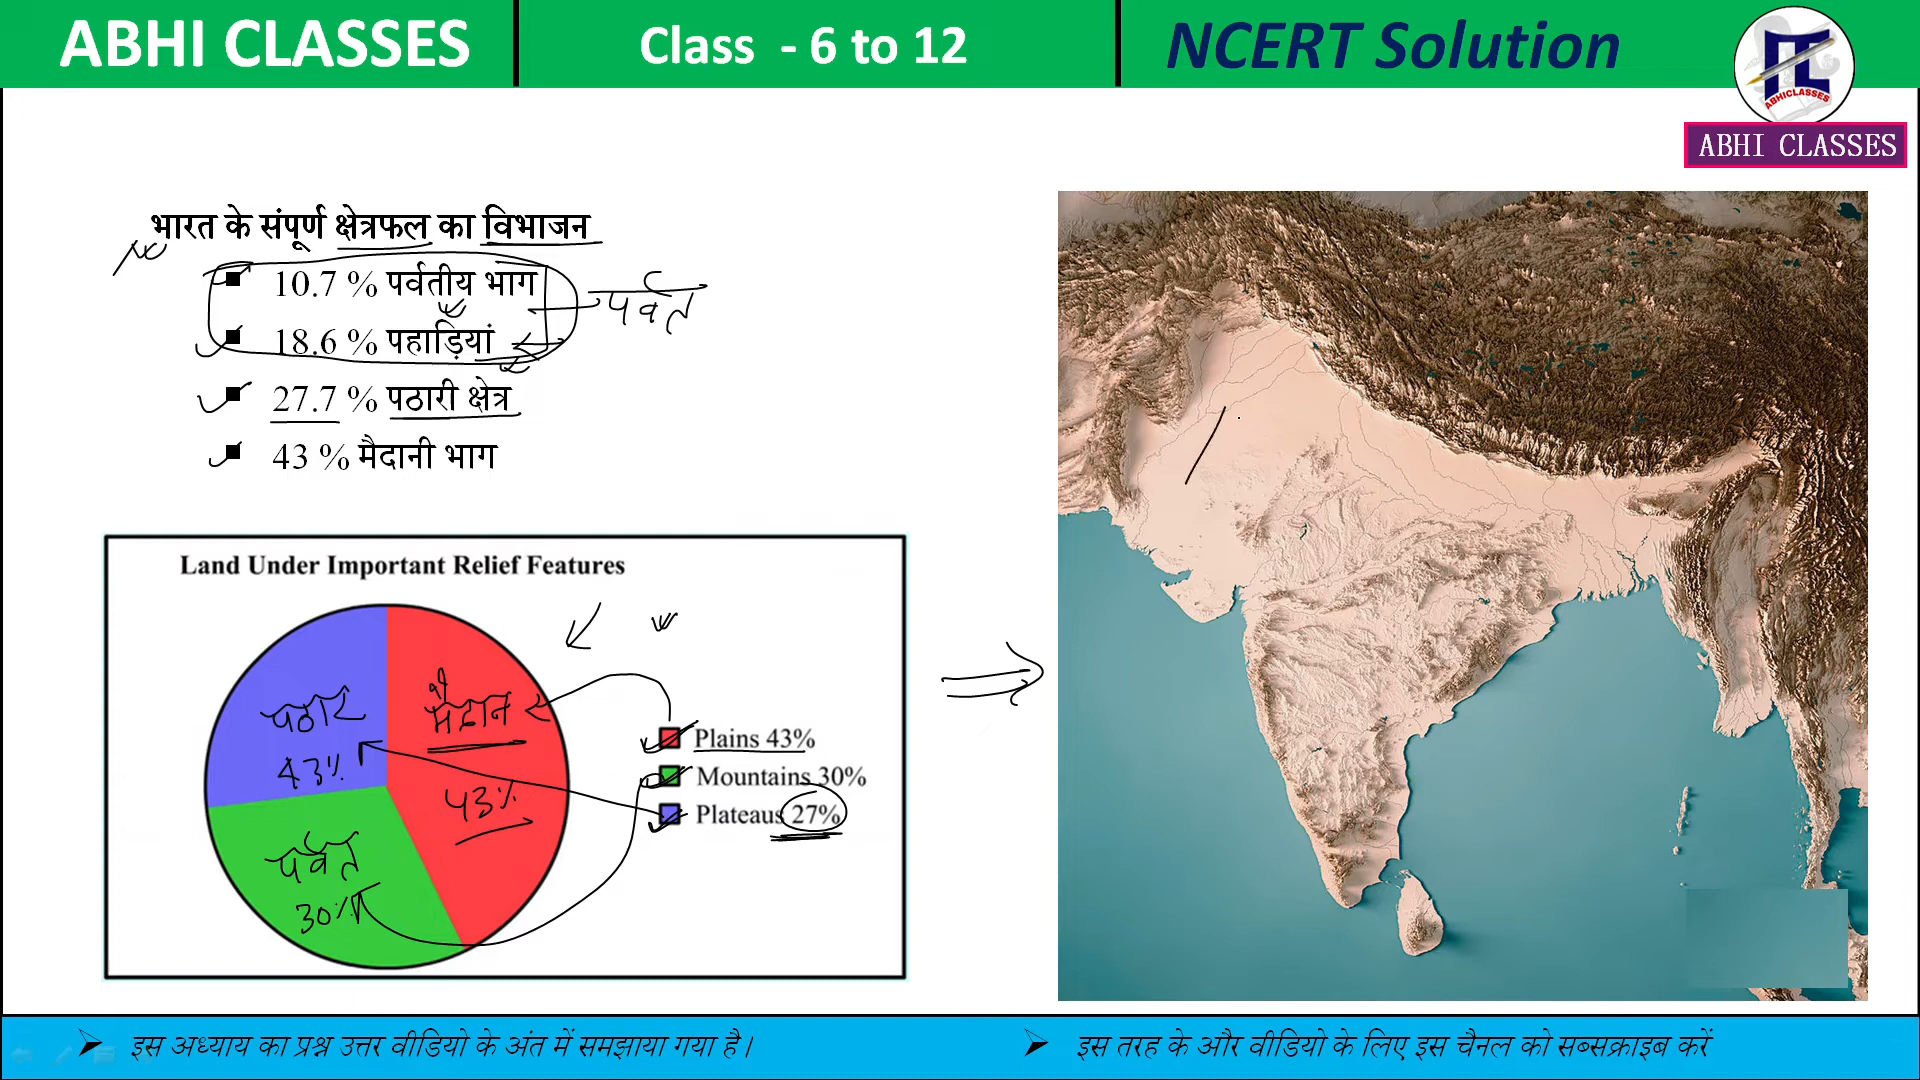 ABHI CLASSES
Class - 6 to 12
NCERT Solution
ABHICLASSES
ABHI CLASSES
भारत के संपूर्ण क्षेत्रफल का विभाजन
10.7 % पर्वतीय भाग
पर्वत
18.6 % पहाड़ियां
27.7 % पठारी क्षेत्र
43 % मैदानी भाग
Land Under Important Relief Features
पठार
43%
मैदान
43%
पर्वत
30%
Plains 43%
Mountains 30%
Plateaus 27%
इस अध्याय का प्रश्न उत्तर वीडियो के अंत में समझाया गया है।
इस तरह के और वीडियो के लिए इस चैनल को सब्सक्राइब करें